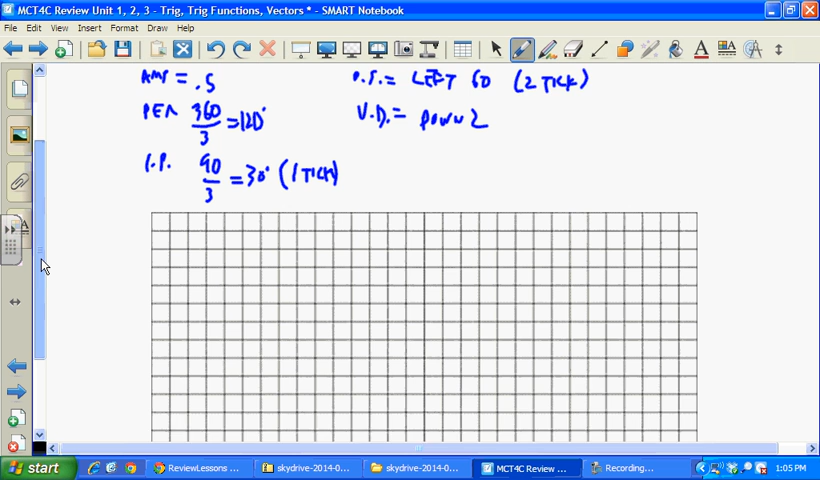 MCT4C Review Unit 1, 2, 3 - Trig, Trig Functions, Vectors * - SMART Notebook
File Edit View Insert Format Draw Help
AMP = .5 P.S. = LEFT 60 (2 TICK)
PER 360/3 = 120° V.D. = DOWN 2
I.P. 90/3 = 30° (1 TICK)
start ReviewLessons ... skydrive-2014-0... skydrive-2014-0... MCT4C Review ... Recording... 1:05 PM